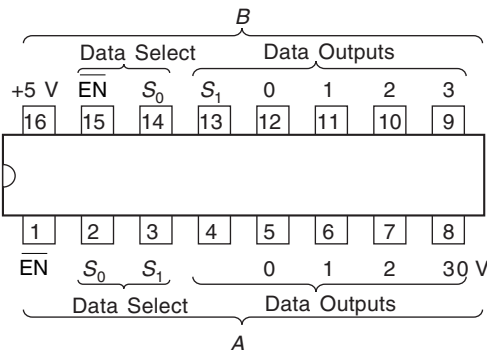 B
Data Select Data Outputs
+5 V EN S0 S1 0 1 2 3
16 15 14 13 12 11 10 9
1 2 3 4 5 6 7 8
EN S0 S1 0 1 2 30 V
Data Select Data Outputs
A